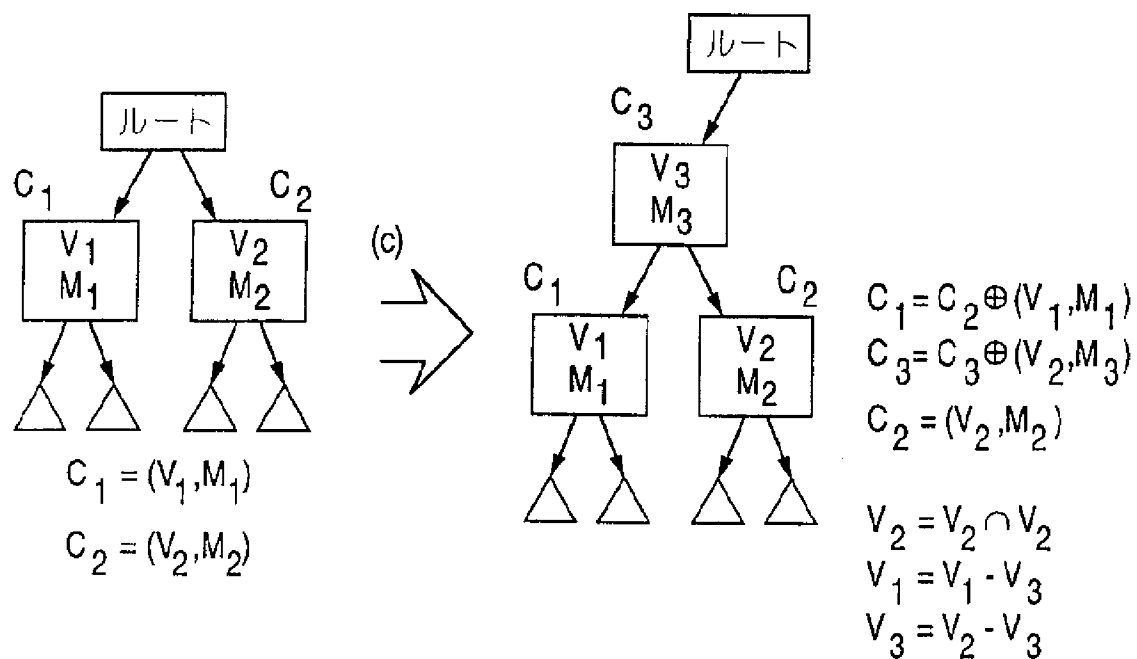 ルート
C₁
C₂
V₁
M₁
V₂
M₂
C₁ = (V₁,M₁)
C₂ = (V₂,M₂)
(c)
ルート
C₃
V₃
M₃
C₁
C₂
V₁
M₁
V₂
M₂
C₁ = C₂ ⊕ (V₁,M₁)
C₃ = C₃ ⊕ (V₂,M₃)
C₂ = (V₂,M₂)
V₂ = V₂ ∩ V₂
V₁ = V₁ - V₃
V₃ = V₂ - V₃